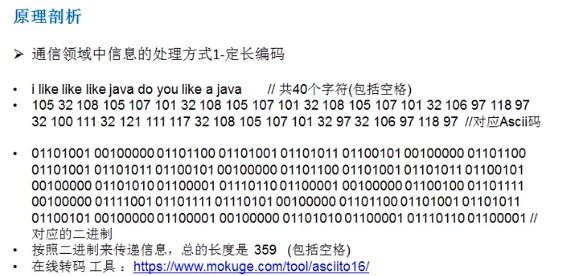 原理剖析
➢ 通信领域中信息的处理方式1-定长编码
• i like like like java do you like a java // 共40个字符(包括空格)
• 105 32 108 105 107 101 32 108 105 107 101 32 108 105 107 101 32 106 97 118 97
32 100 111 32 121 111 117 32 108 105 107 101 32 97 32 106 97 118 97 //对应Ascii码
• 01101001 00100000 01101100 01101001 01101011 01100101 00100000 01101100
01101001 01101011 01100101 00100000 01101100 01101001 01101011 01100101
00100000 01101010 01100001 01110110 01100001 00100000 01100100 01101111
00100000 01111001 01101111 01110101 00100000 01101100 01101001 01101011
01100101 00100000 01100001 00100000 01101010 01100001 01110110 01100001 //
对应的二进制
• 按照二进制来传递信息，总的长度是 359 (包括空格)
• 在线转码 工具 ：https://www.mokuge.com/tool/asciito16/